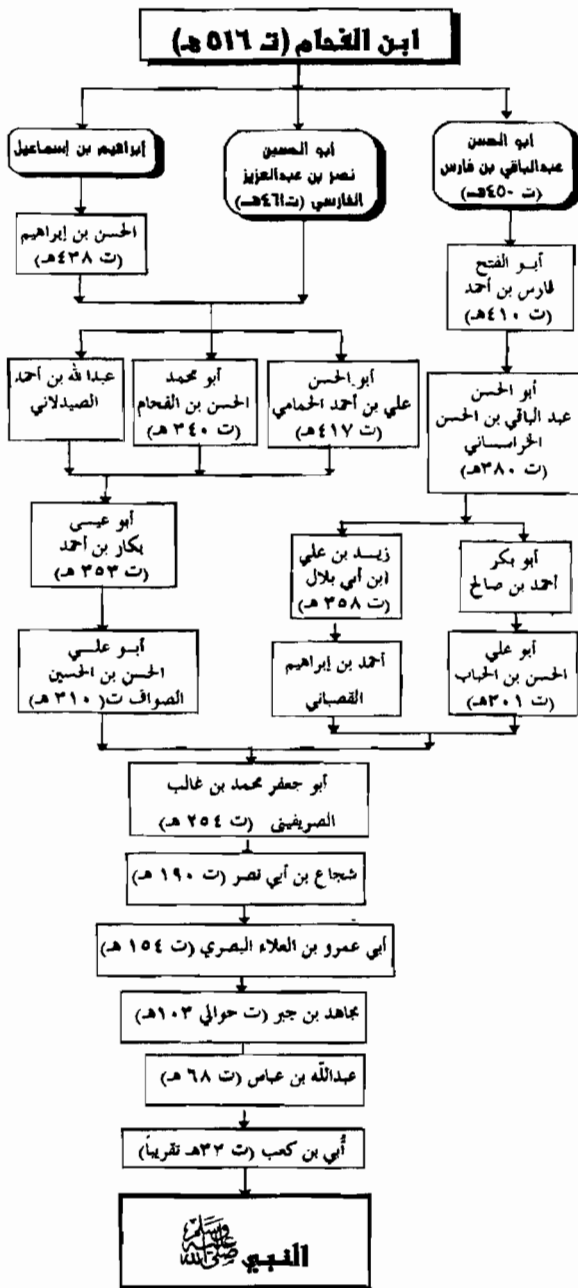 ابن الفحام (ت ٥١٦ هـ)
أبو الحسن
عبدالباقي بن فارس
(ت ٤٥٠هـ)
أبو الحسين
نصر بن عبدالعزيز
الفارسي (ت٤٦١هـ)
إبراهيم بن إسماعيل
أبو الفتح
فارس بن أحمد
(ت ٤١٠هـ)
الحسن بن إبراهيم
(ت ٤٣٨هـ)
أبو الحسن
عبد الباقي بن الحسن
الخراساني
(ت ٣٨٠هـ)
أبو الحسن
علي بن أحمد الحمامي
(ت ٤١٧هـ)
أبو محمد
الحسن بن الفحام
(ت ٣٤٠هـ)
عبدالله بن أحمد
الصيدلاني
أبو بكر
أحمد بن صالح
زيد بن علي
ابن أبي بلال
(ت ٣٥٨ هـ)
أبو عيسى
بكار بن أحمد
(ت ٣٥٣ هـ)
أبو علي
الحسن بن الحباب
(ت ٣٠١هـ)
أحمد بن إبراهيم
القصباني
أبو علي
الحسن بن الحسين
الصواف ت( ٣١٠ هـ)
أبو جعفر محمد بن غالب
الصريفيني (ت ٢٥٤ هـ)
شجاع بن أبي نصر (ت ١٩٠ هـ)
أبي عمرو بن العلاء البصري (ت ١٥٤ هـ)
مجاهد بن جبر (ت حوالي ١٠٣هـ)
عبدالله بن عباس (ت ٦٨ هـ)
أُبي بن كعب (ت ٣٢هـ تقريباً)
النبي ﷺ